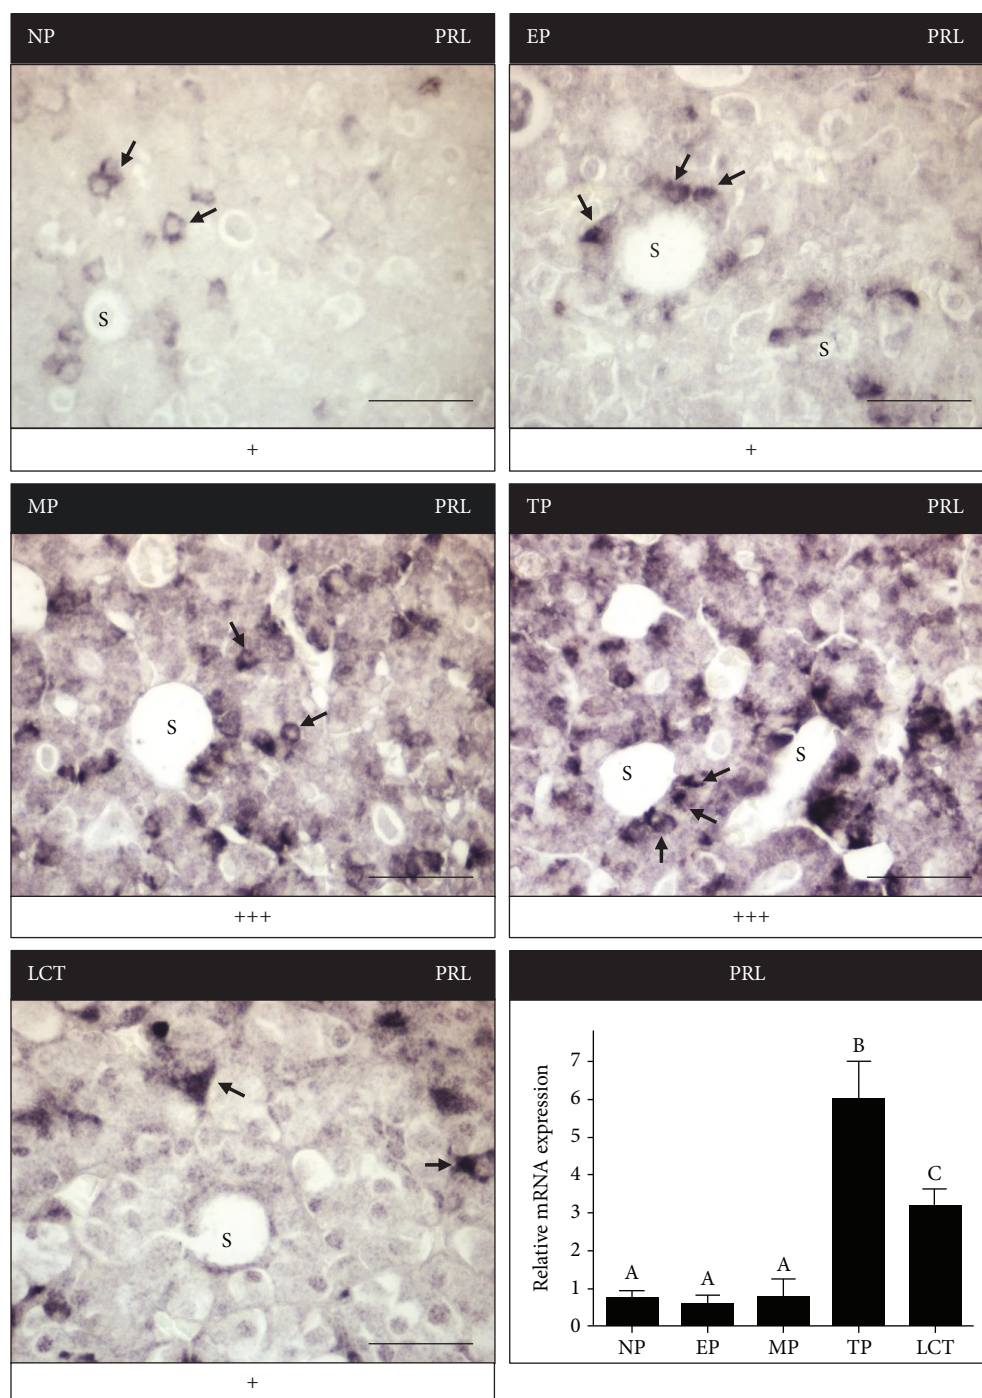 NP PRL
EP PRL
S
S
S
+
+
MP PRL
TP PRL
S
S
S
+++
+++
LCT PRL
PRL
S
+
Relative mRNA expression
7
6
5
4
3
2
1
0
A
A
A
B
C
NP EP MP TP LCT